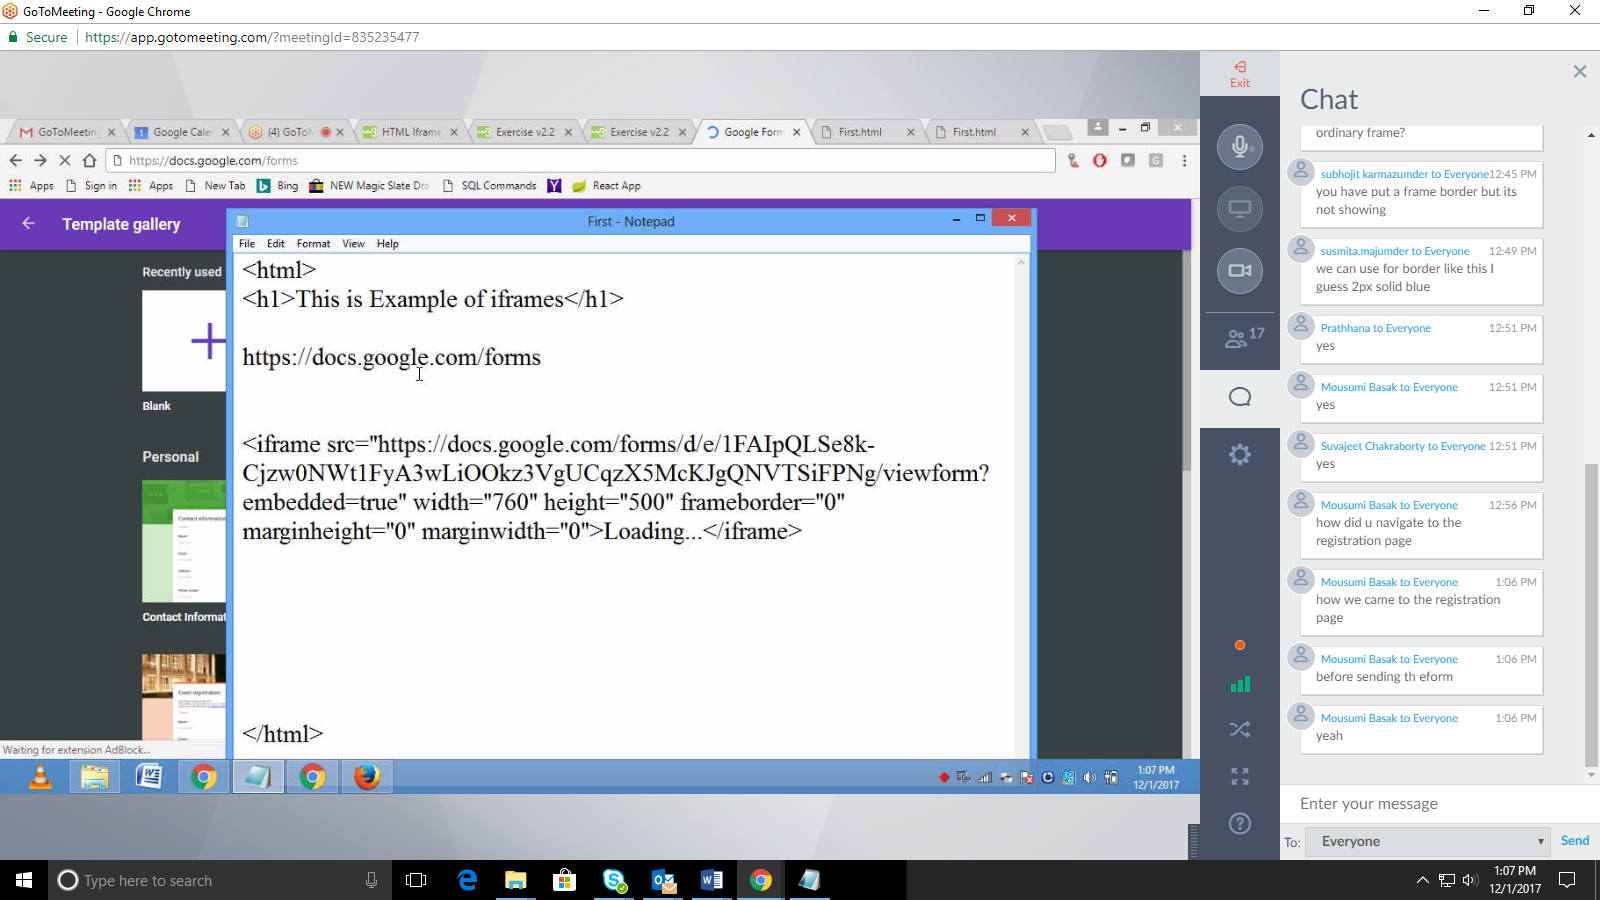 GoToMeeting - Google Chrome
Secure
https://app.gotomeeting.com/?meetingId=835235477
GoToMeeting
Google Cale
(4) GoTo
HTML Iframe
Exercise v2.2
Exercise v2.2
Google Form
First.html
First.html
https://docs.google.com/forms
Apps
Sign in
Apps
New Tab
Bing
NEW Magic Slate Dra
SQL Commands
React App
Template gallery
Recently used
Blank
Personal
Contact Informat
Waiting for extension AdBlock...
First - Notepad
File Edit Format View Help
<html>
<h1>This is Example of iframes</h1>
https://docs.google.com/forms
<iframe src="https://docs.google.com/forms/d/e/1FAIpQLSe8k-
Cjzw0NWt1FyA3wLiOOkz3VgUCqzX5McKJgQNVTSiFPNg/viewform?
embedded=true" width="760" height="500" frameborder="0"
marginheight="0" marginwidth="0">Loading...</iframe>
</html>
1:07 PM
12/1/2017
Exit
17
Chat
ordinary frame?
subhojit karmazumder to Everyone 12:45 PM
you have put a frame border but its
not showing
susmita.majumder to Everyone 12:49 PM
we can use for border like this I
guess 2px solid blue
Prathhana to Everyone 12:51 PM
yes
Mousumi Basak to Everyone 12:51 PM
yes
Suvajeet Chakraborty to Everyone 12:51 PM
yes
Mousumi Basak to Everyone 12:56 PM
how did u navigate to the
registration page
Mousumi Basak to Everyone 1:06 PM
how we came to the registration
page
Mousumi Basak to Everyone 1:06 PM
before sending th eform
Mousumi Basak to Everyone 1:06 PM
yeah
Enter your message
To: Everyone Send
Type here to search
1:07 PM
12/1/2017